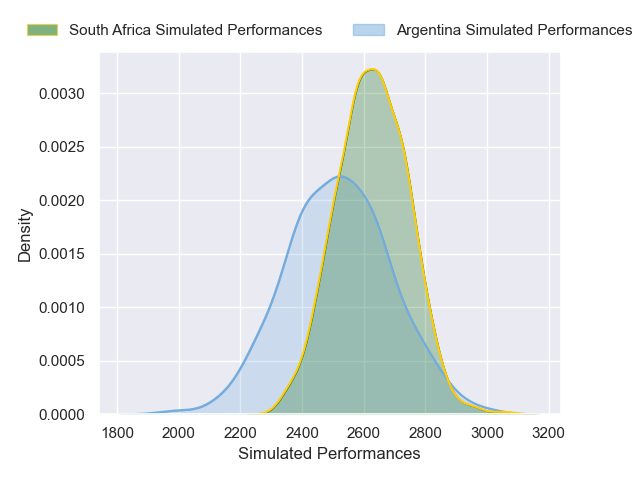 South Africa Simulated Performances
Argentina Simulated Performances
0.0030
0.0025
0.0020
0.0015
0.0010
0.0005
0.0000
Density
1800 2000 2200 2400 2600 2800 3000 3200
Simulated Performances